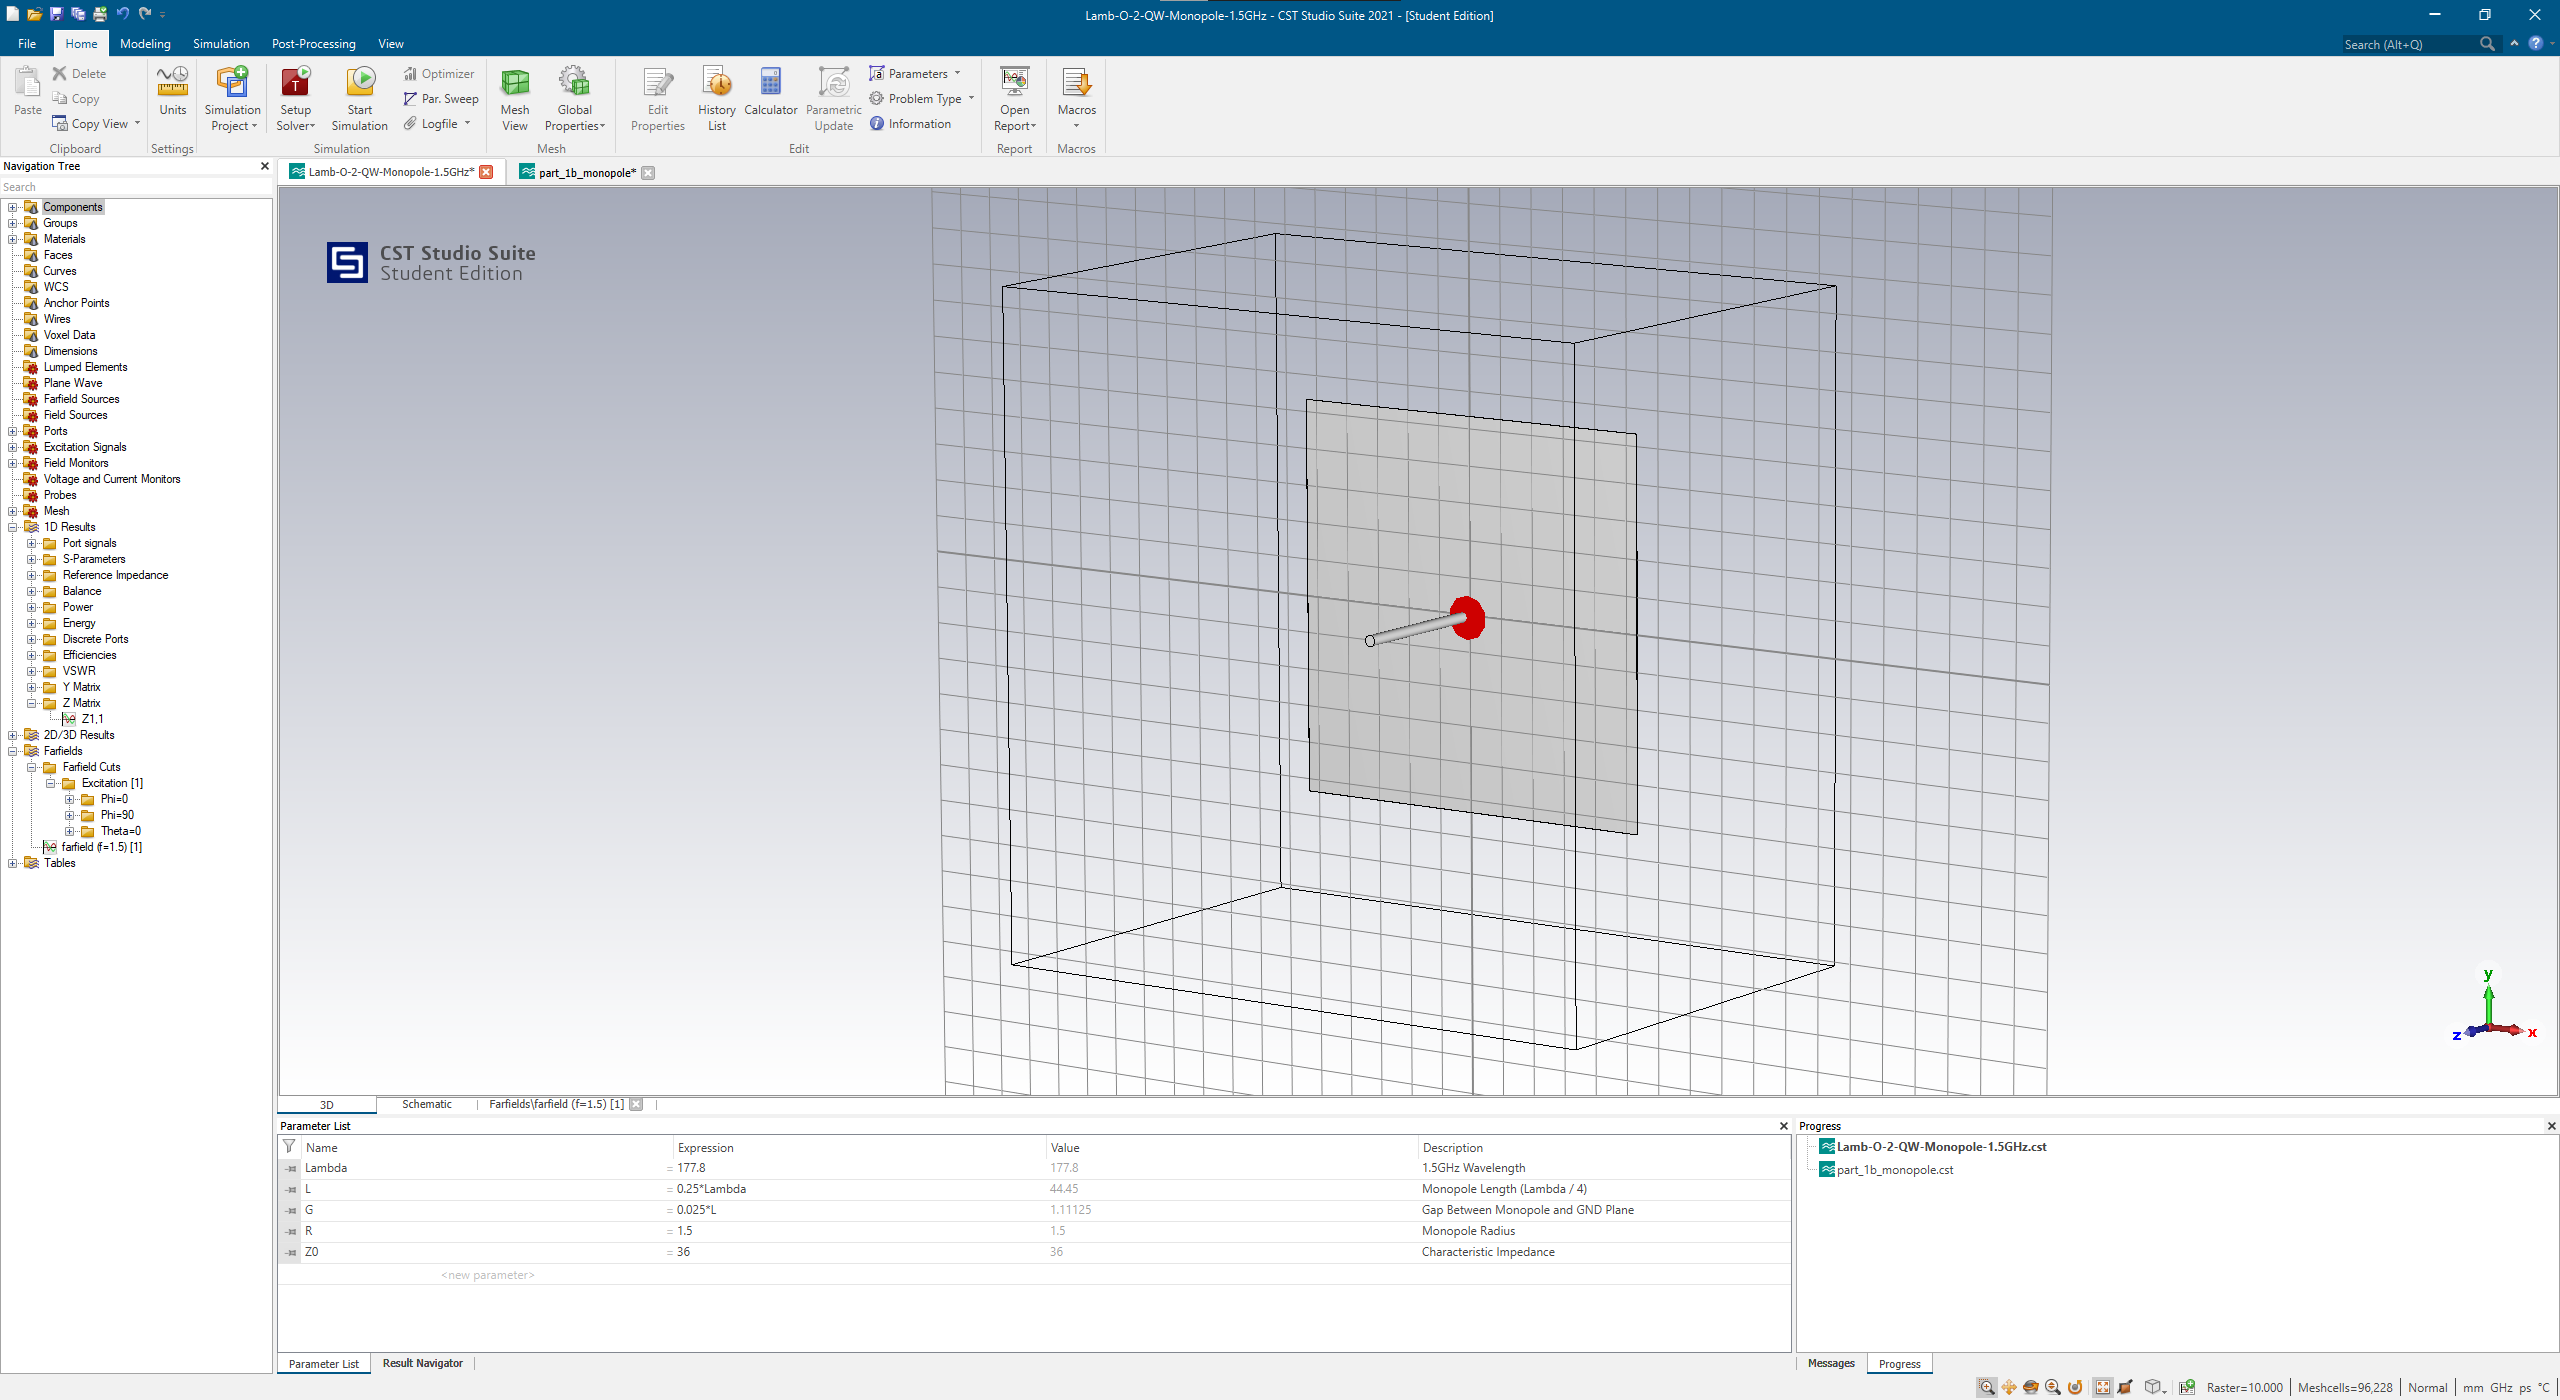 Lamb-O-2-QW-Monopole-1.5GHz - CST Studio Suite 2021 - [Student Edition]
File Home Modeling Simulation Post-Processing View
Search (Alt+Q)
Paste
Delete
Copy
Copy View
Clipboard
Units
Settings
Simulation Project
Setup Solver
Start Simulation
Optimizer
Par. Sweep
Logfile
Simulation
Mesh View
Global Properties
Mesh
Edit Properties
History List
Calculator
Parametric Update
Parameters
Problem Type
Information
Edit
Open Report
Report
Macros
Macros
Navigation Tree
Search
Components
Groups
Materials
Faces
Curves
WCS
Anchor Points
Wires
Voxel Data
Dimensions
Lumped Elements
Plane Wave
Farfield Sources
Field Sources
Ports
Excitation Signals
Field Monitors
Voltage and Current Monitors
Probes
Mesh
1D Results
Port signals
S-Parameters
Reference Impedance
Balance
Power
Energy
Discrete Ports
Efficiencies
VSWR
Y Matrix
Z Matrix
Z1,1
2D/3D Results
Farfields
Farfield Cuts
Excitation [1]
Phi=0
Phi=90
Theta=0
farfield (f=1.5) [1]
Tables
Lamb-O-2-QW-Monopole-1.5GHz* part_1b_monopole*
CST Studio Suite
Student Edition
y
z x
3D Schematic Farfields\farfield (f=1.5) [1]
Parameter List
Name Expression Value Description
Lambda = 177.8 177.8 1.5GHz Wavelength
L = 0.25*Lambda 44.45 Monopole Length (Lambda / 4)
G = 0.025*L 1.11125 Gap Between Monopole and GND Plane
R = 1.5 1.5 Monopole Radius
Z0 = 36 36 Characteristic Impedance
<new parameter>
Parameter List Result Navigator
Progress
Lamb-O-2-QW-Monopole-1.5GHz.cst
part_1b_monopole.cst
Messages Progress
Raster=10.000 Meshcells=96,228 Normal mm GHz ps °C